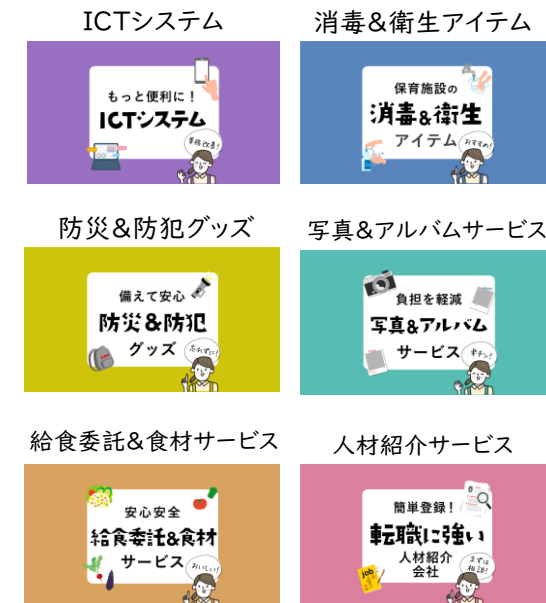 ICTシステム
消毒&衛生アイテム
もっと便利に！
ICTシステム
業務改善！
保育施設の
消毒&衛生
アイテム
おすすめ！
防災&防犯グッズ
写真&アルバムサービス
備えて安心
防災&防犯
グッズ
忘れずに！
負担を軽減
写真&アルバム
サービス
楽チン！
給食委託&食材サービス
人材紹介サービス
安心安全
給食委託&食材
サービス
おいしい！
簡単登録！
転職に強い
人材紹介
会社
まずは
相談！
job